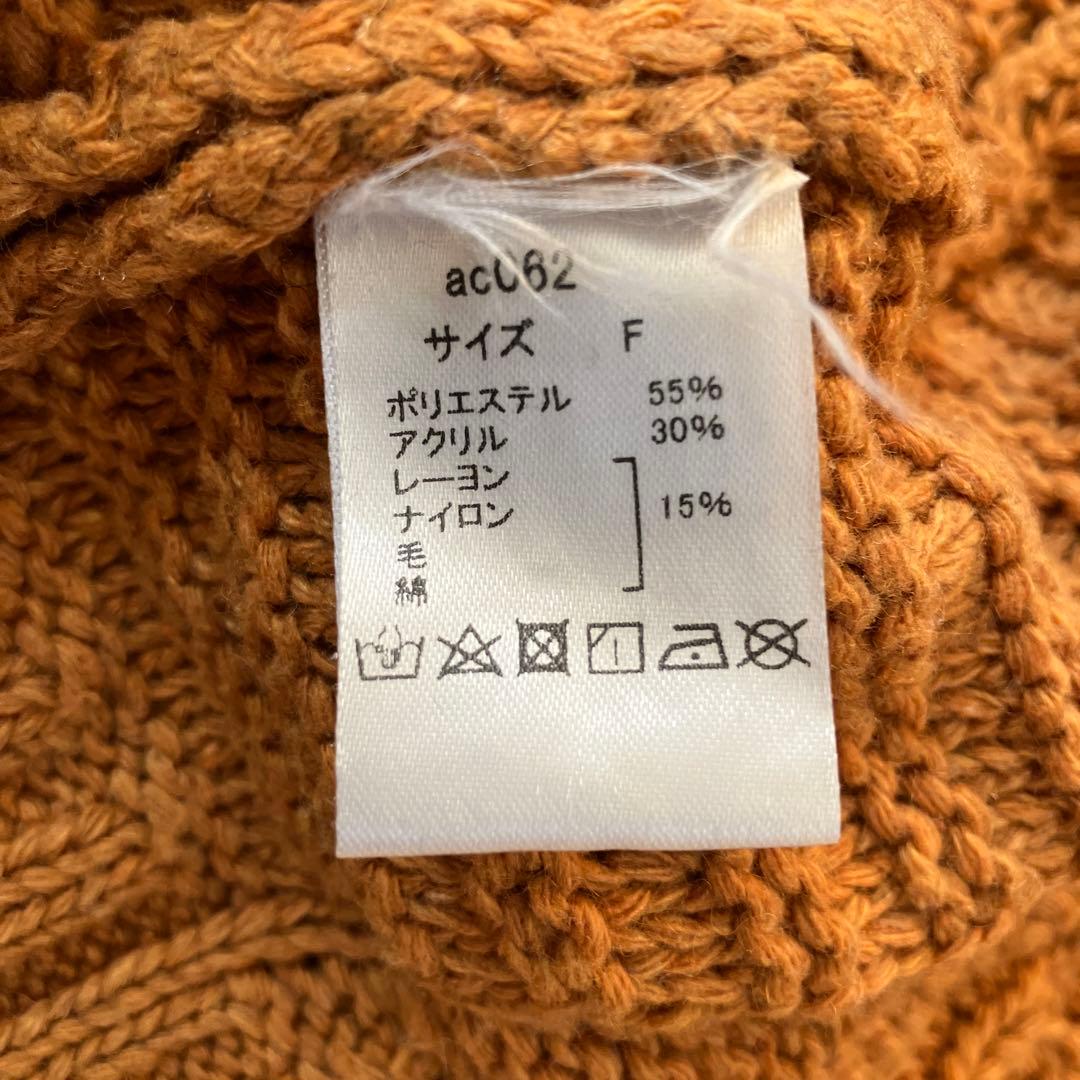 ac062
サイズ F
ポリエステル 55%
アクリル 30%
レーヨン
ナイロン 15%
毛
綿